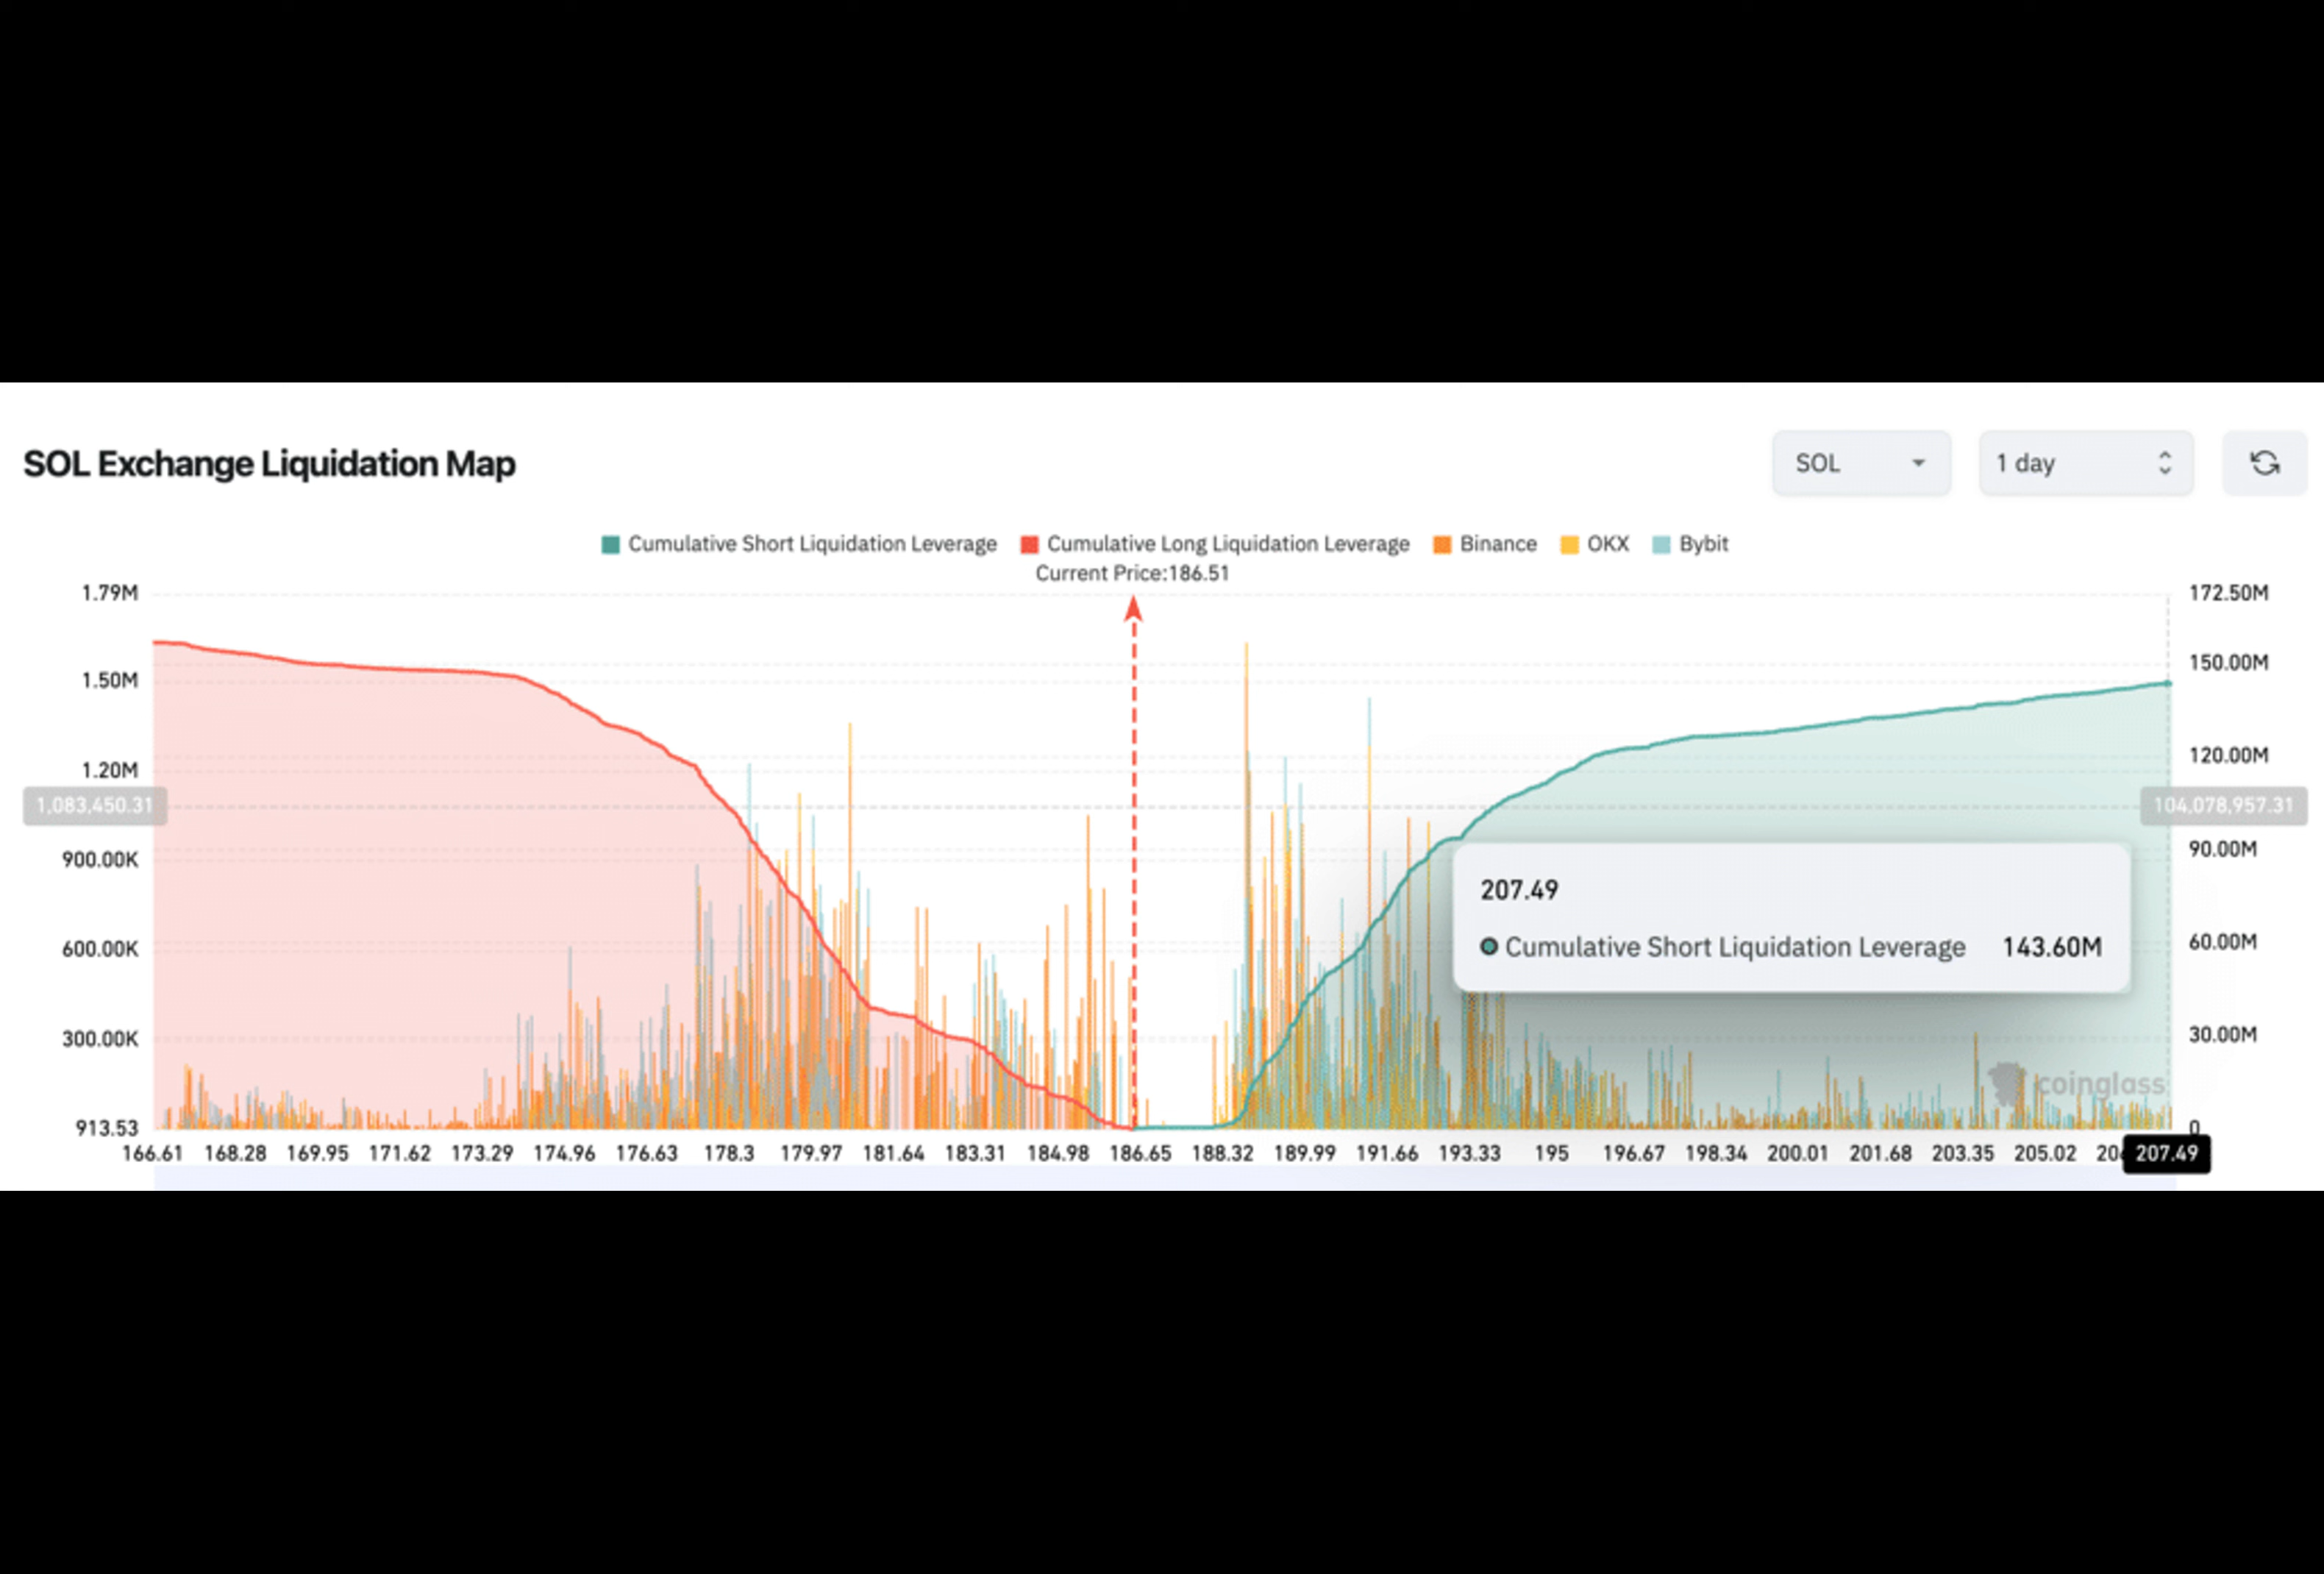 SOL Exchange Liquidation Map
SOL
1 day
Cumulative Short Liquidation Leverage Cumulative Long Liquidation Leverage Binance OKX Bybit
Current Price:186.51
1.79M
1.50M
1.20M
1,083,450.31
900.00K
600.00K
300.00K
913.53
172.50M
150.00M
120.00M
104,078,957.31
90.00M
60.00M
30.00M
0
207.49
Cumulative Short Liquidation Leverage 143.60M
coinglass
166.61 168.28 169.95 171.62 173.29 174.96 176.63 178.3 179.97 181.64 183.31 184.98 186.65 188.32 189.99 191.66 193.33 195 196.67 198.34 200.01 201.68 203.35 205.02 207.49